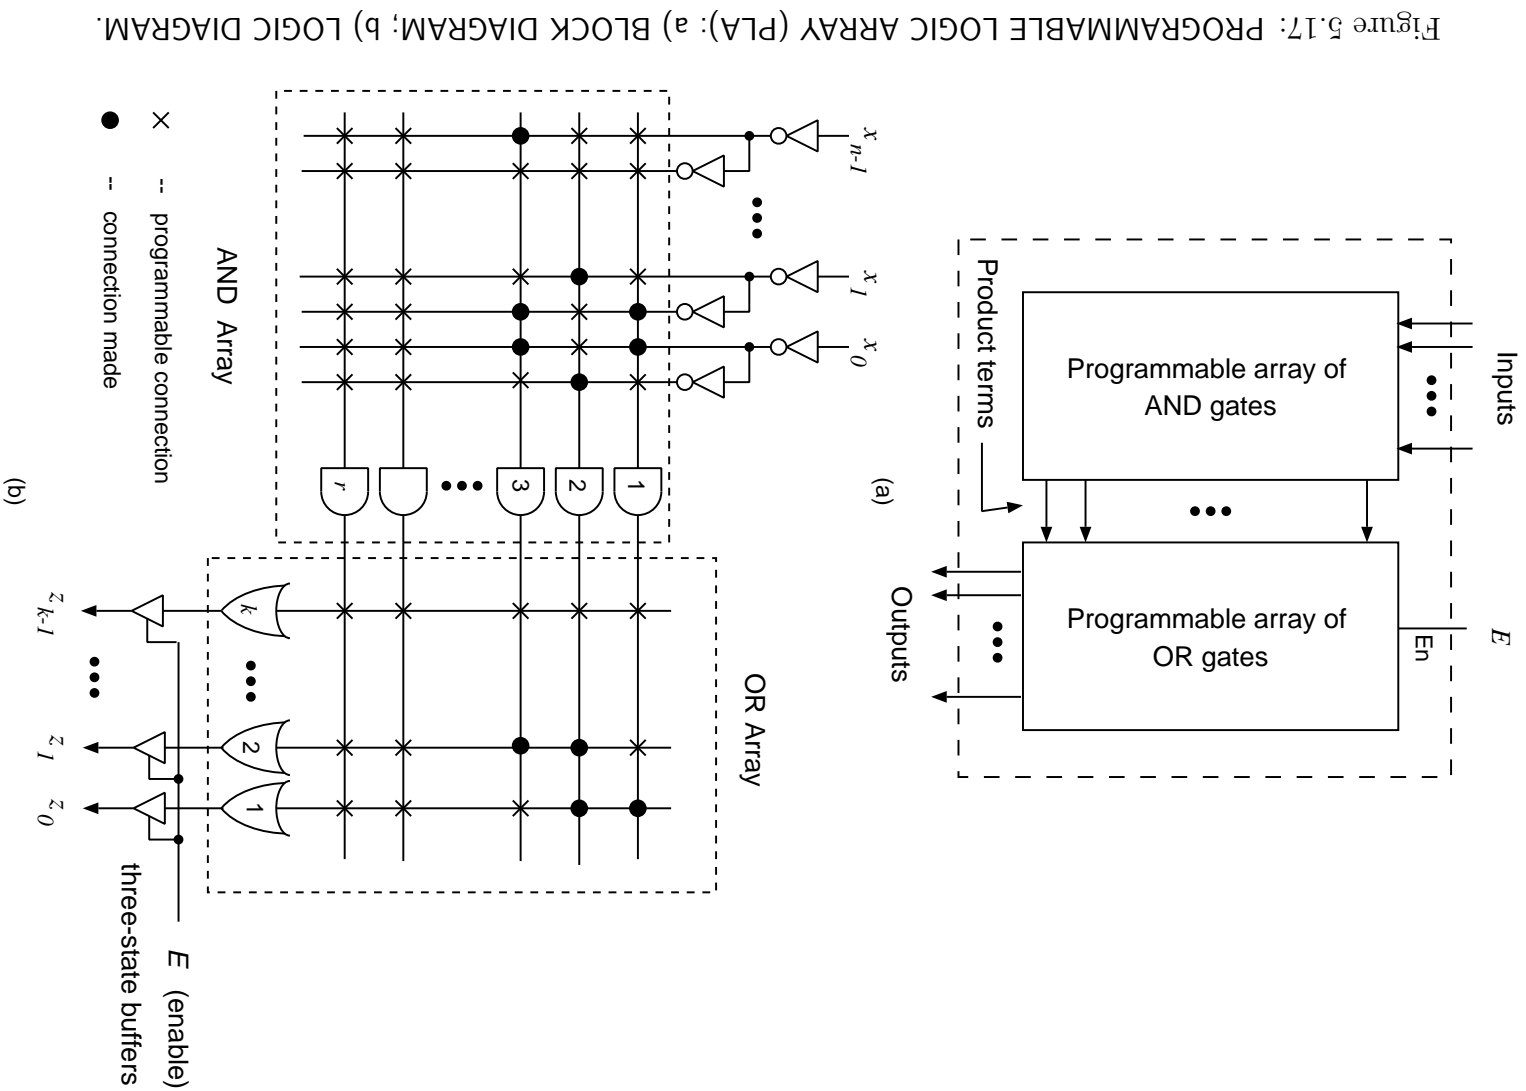 Inputs
E
En
Programmable array of
AND gates
Product terms
Programmable array of
OR gates
Outputs
(a)
x n-1
x 1
x 0
1
2
3
r
AND Array
OR Array
k
2
1
z k-1
z 1
z 0
E (enable)
three-state buffers
× -- programmable connection
● -- connection made
(b)
Figure 5.17: PROGRAMMABLE LOGIC ARRAY (PLA): a) BLOCK DIAGRAM; b) LOGIC DIAGRAM.